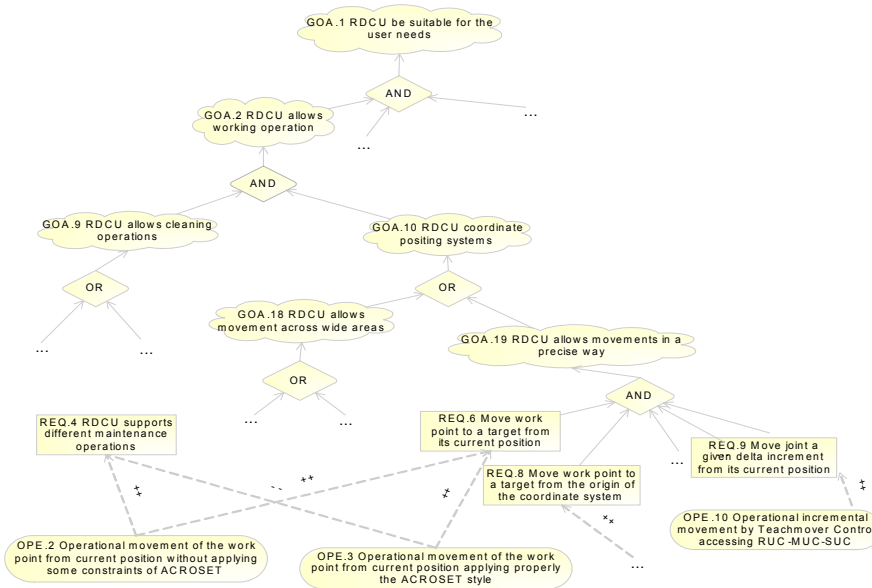 GOA.1 RDCU be suitable for the
user needs
AND
GOA.2 RDCU allows
working operation
...
...
AND
GOA.9 RDCU allows cleaning
operations
GOA.10 RDCU coordinate
positing systems
OR
OR
GOA.18 RDCU allows
movement across wide areas
GOA.19 RDCU allows movements in a
precise way
...
...
OR
AND
REQ.4 RDCU supports
different maintenance
operations
...
...
REQ.6 Move work
point to a target from
its current position
...
REQ.9 Move joint a
given delta increment
from its current position
REQ.8 Move work point to
a target from the origin of
the coordinate system
++
--
++
++
++
OPE.10 Operational incremental
movement by Teachmover Control
accessing RUC-MUC-SUC
OPE.2 Operational movement of the work
point from current position without applying
some constraints of ACROSET
OPE.3 Operational movement of the work
point from current position applying properly
the ACROSET style
...